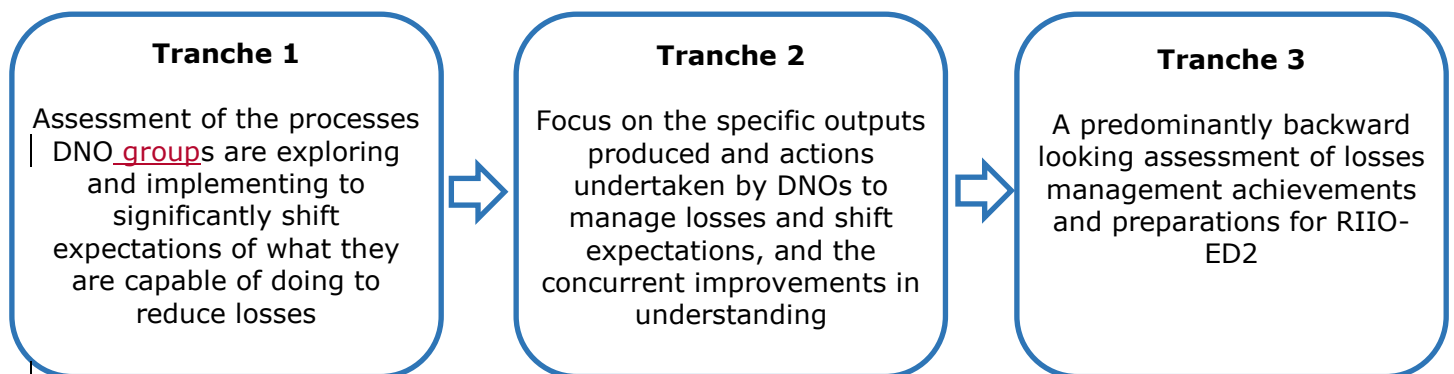 Tranche 1
Assessment of the processes
DNO groups are exploring
and implementing to
significantly shift
expectations of what they
are capable of doing to
reduce losses
Tranche 2
Focus on the specific outputs
produced and actions
undertaken by DNOs to
manage losses and shift
expectations, and the
concurrent improvements in
understanding
Tranche 3
A predominantly backward
looking assessment of losses
management achievements
and preparations for RIIO-
ED2